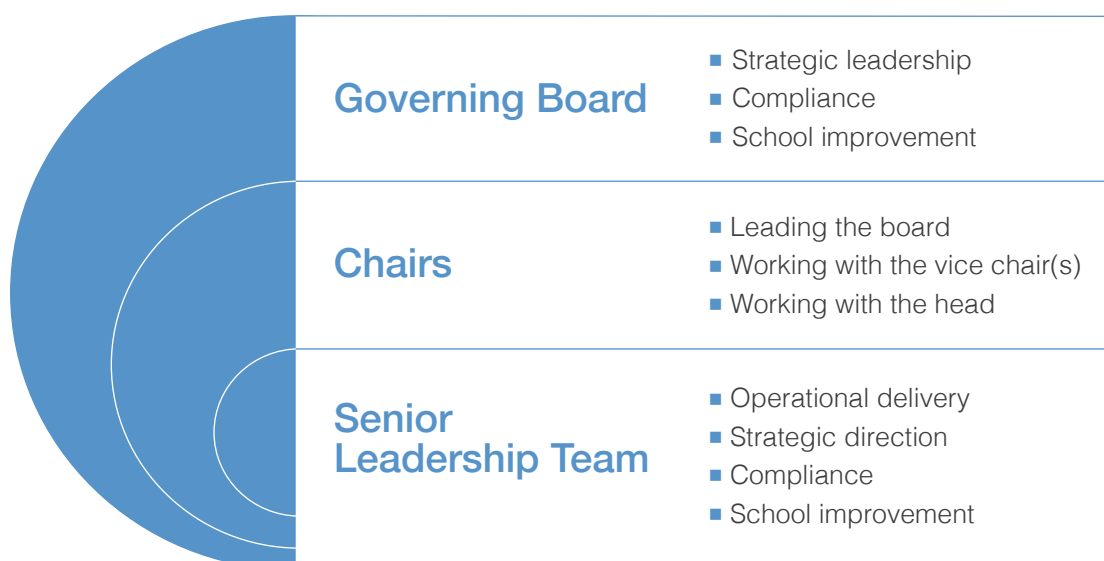 Governing Board
■ Strategic leadership
■ Compliance
■ School improvement
Chairs
■ Leading the board
■ Working with the vice chair(s)
■ Working with the head
Senior
Leadership Team
■ Operational delivery
■ Strategic direction
■ Compliance
■ School improvement